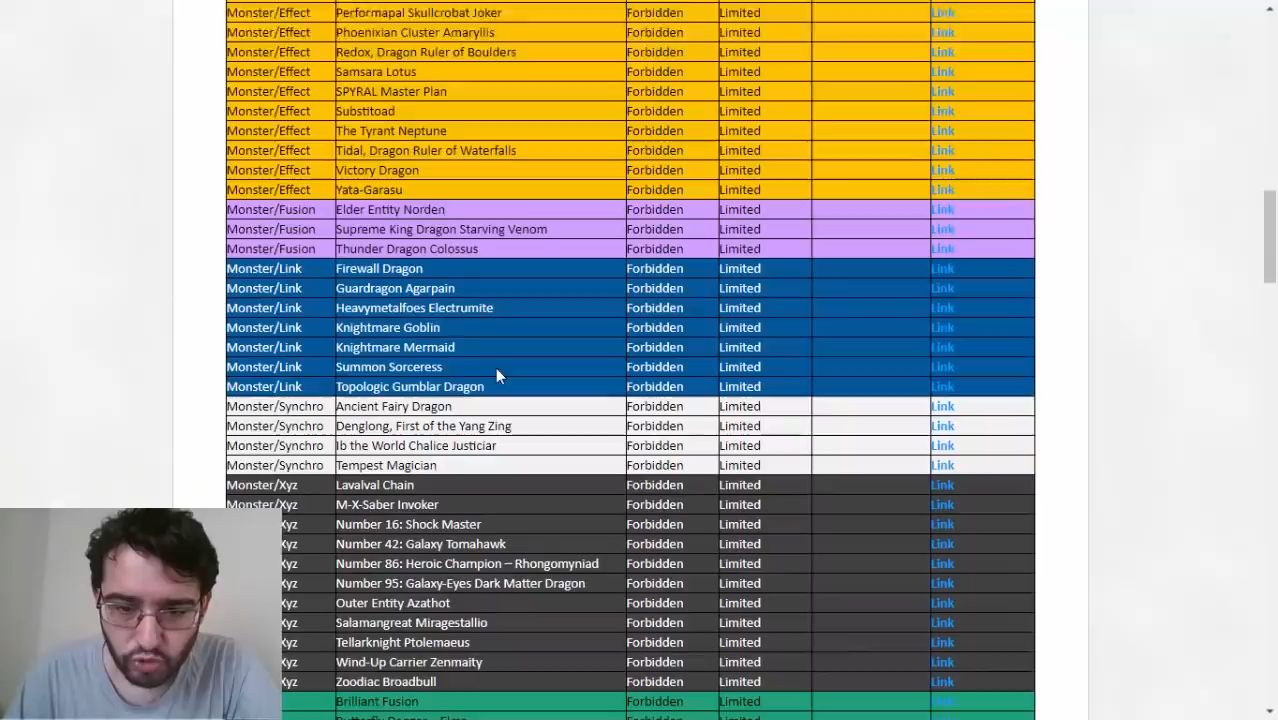 Monster/Effect Performapal Skullcrobat Joker Forbidden Limited Link
Monster/Effect Phoenixian Cluster Amaryllis Forbidden Limited Link
Monster/Effect Redox, Dragon Ruler of Boulders Forbidden Limited Link
Monster/Effect Samsara Lotus Forbidden Limited Link
Monster/Effect SPYRAL Master Plan Forbidden Limited Link
Monster/Effect Substitoad Forbidden Limited Link
Monster/Effect The Tyrant Neptune Forbidden Limited Link
Monster/Effect Tidal, Dragon Ruler of Waterfalls Forbidden Limited Link
Monster/Effect Victory Dragon Forbidden Limited Link
Monster/Effect Yata-Garasu Forbidden Limited Link
Monster/Fusion Elder Entity Norden Forbidden Limited Link
Monster/Fusion Supreme King Dragon Starving Venom Forbidden Limited Link
Monster/Fusion Thunder Dragon Colossus Forbidden Limited Link
Monster/Link Firewall Dragon Forbidden Limited Link
Monster/Link Guardragon Agarpain Forbidden Limited Link
Monster/Link Heavymetalfoes Electrumite Forbidden Limited Link
Monster/Link Knightmare Goblin Forbidden Limited Link
Monster/Link Knightmare Mermaid Forbidden Limited Link
Monster/Link Summon Sorceress Forbidden Limited Link
Monster/Link Topologic Gumblar Dragon Forbidden Limited Link
Monster/Synchro Ancient Fairy Dragon Forbidden Limited Link
Monster/Synchro Denglong, First of the Yang Zing Forbidden Limited Link
Monster/Synchro Ib the World Chalice Justiciar Forbidden Limited Link
Monster/Synchro Tempest Magician Forbidden Limited Link
Monster/Xyz Lavalval Chain Forbidden Limited Link
Monster/Xyz M-X-Saber Invoker Forbidden Limited Link
Xyz Number 16: Shock Master Forbidden Limited Link
Xyz Number 42: Galaxy Tomahawk Forbidden Limited Link
Xyz Number 86: Heroic Champion – Rhongomyniad Forbidden Limited Link
Xyz Number 95: Galaxy-Eyes Dark Matter Dragon Forbidden Limited Link
Xyz Outer Entity Azathot Forbidden Limited Link
Xyz Salamangreat Miragestallio Forbidden Limited Link
Xyz Tellarknight Ptolemaeus Forbidden Limited Link
Xyz Wind-Up Carrier Zenmaity Forbidden Limited Link
Xyz Zoodiac Broadbull Forbidden Limited Link
Brilliant Fusion Forbidden Limited Link